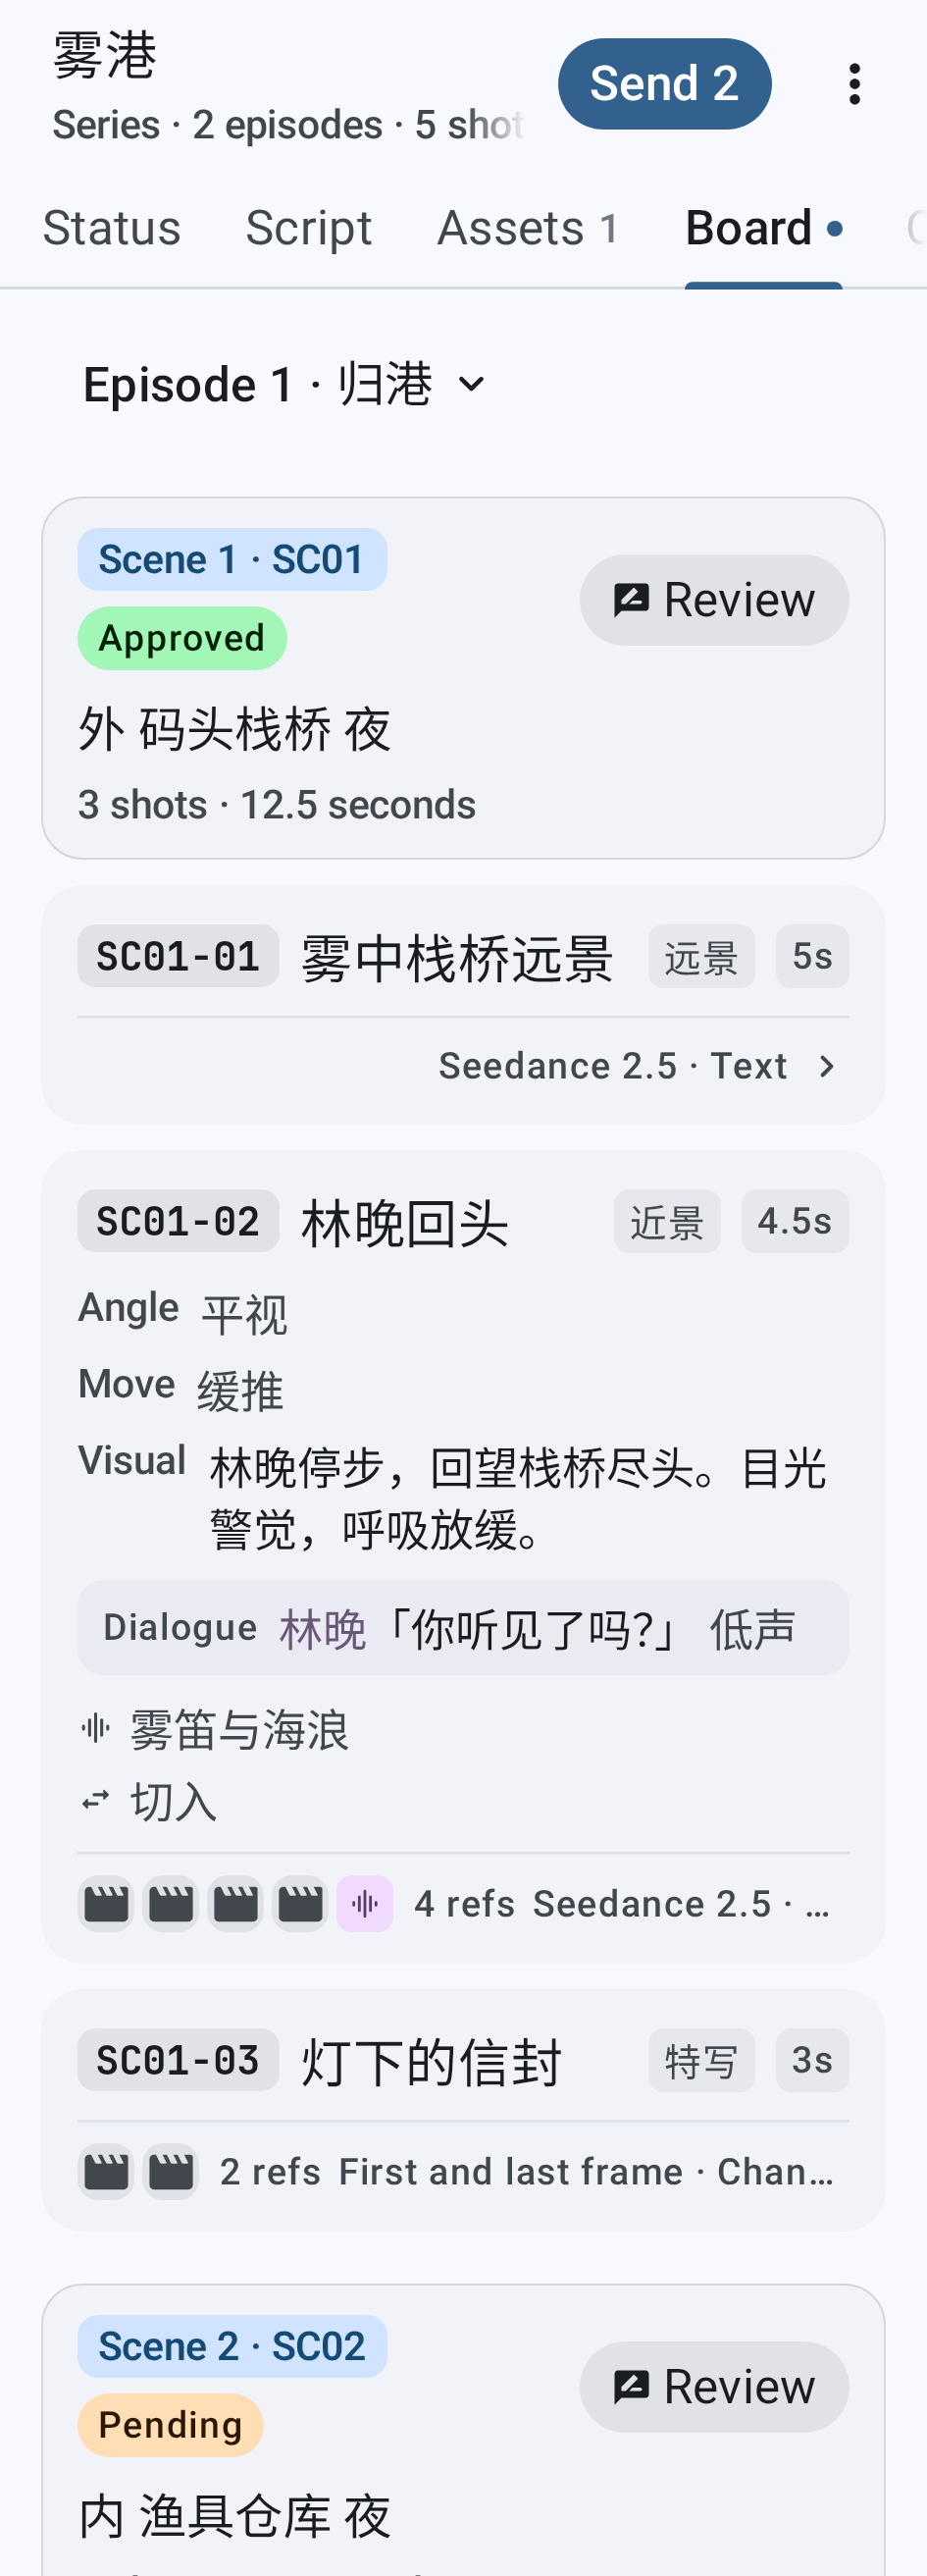 雾港
Send 2
Series · 2 episodes · 5 shot
Status Script Assets 1 Board
Episode 1 · 归港
Scene 1 · SC01
Review
Approved
外 码头栈桥 夜
3 shots · 12.5 seconds
SC01-01 雾中栈桥远景 远景 5s
Seedance 2.5 · Text
SC01-02 林晚回头 近景 4.5s
Angle 平视
Move 缓推
Visual 林晚停步，回望栈桥尽头。目光
警觉，呼吸放缓。
Dialogue 林晚「你听见了吗？」 低声
雾笛与海浪
切入
4 refs Seedance 2.5 · …
SC01-03 灯下的信封 特写 3s
2 refs First and last frame · Chan…
Scene 2 · SC02
Review
Pending
内 渔具仓库 夜